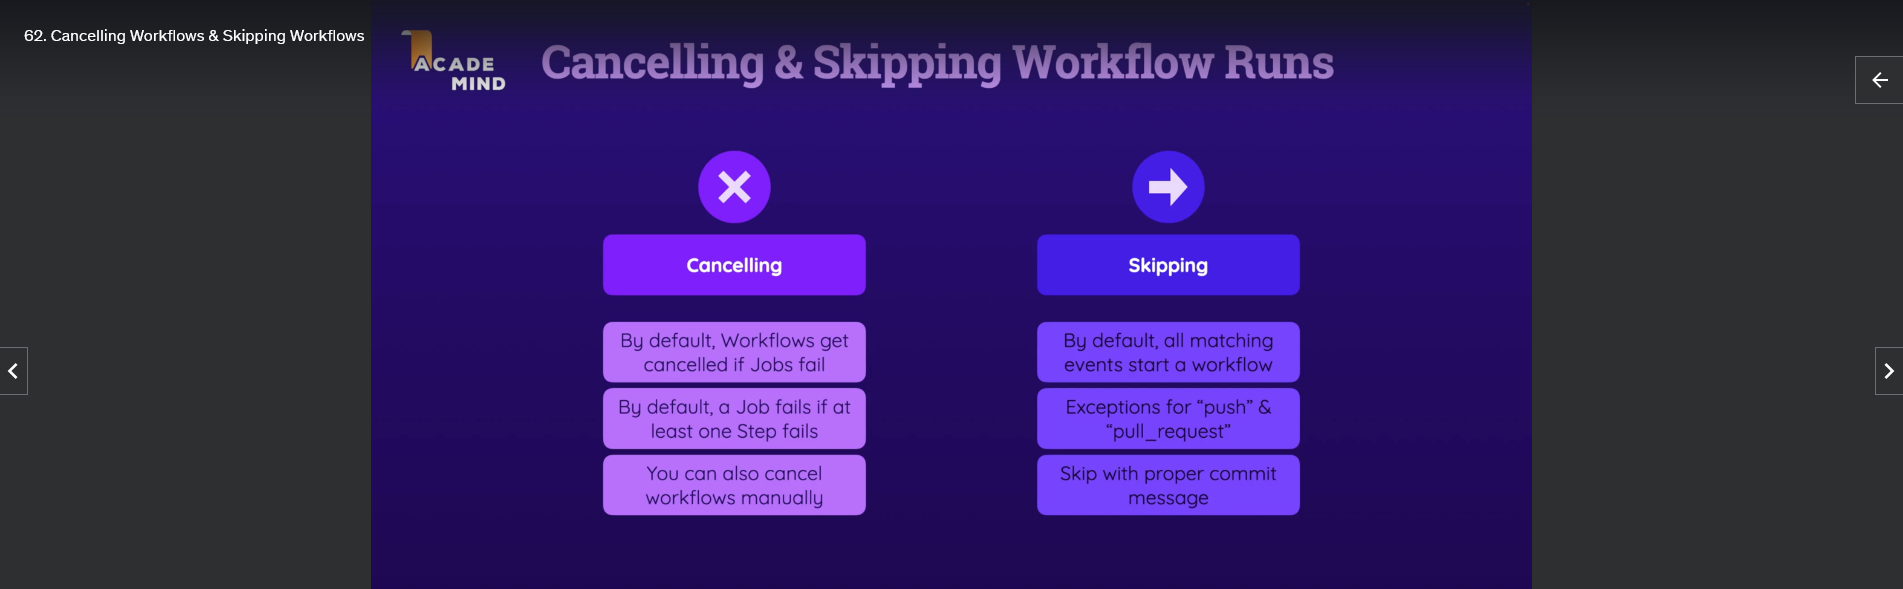 62. Cancelling Workflows & Skipping Workflows
ACADE
MIND
Cancelling & Skipping Workflow Runs
Cancelling
By default, Workflows get
cancelled if Jobs fail
By default, a Job fails if at
least one Step fails
You can also cancel
workflows manually
Skipping
By default, all matching
events start a workflow
Exceptions for “push” &
“pull_request”
Skip with proper commit
message